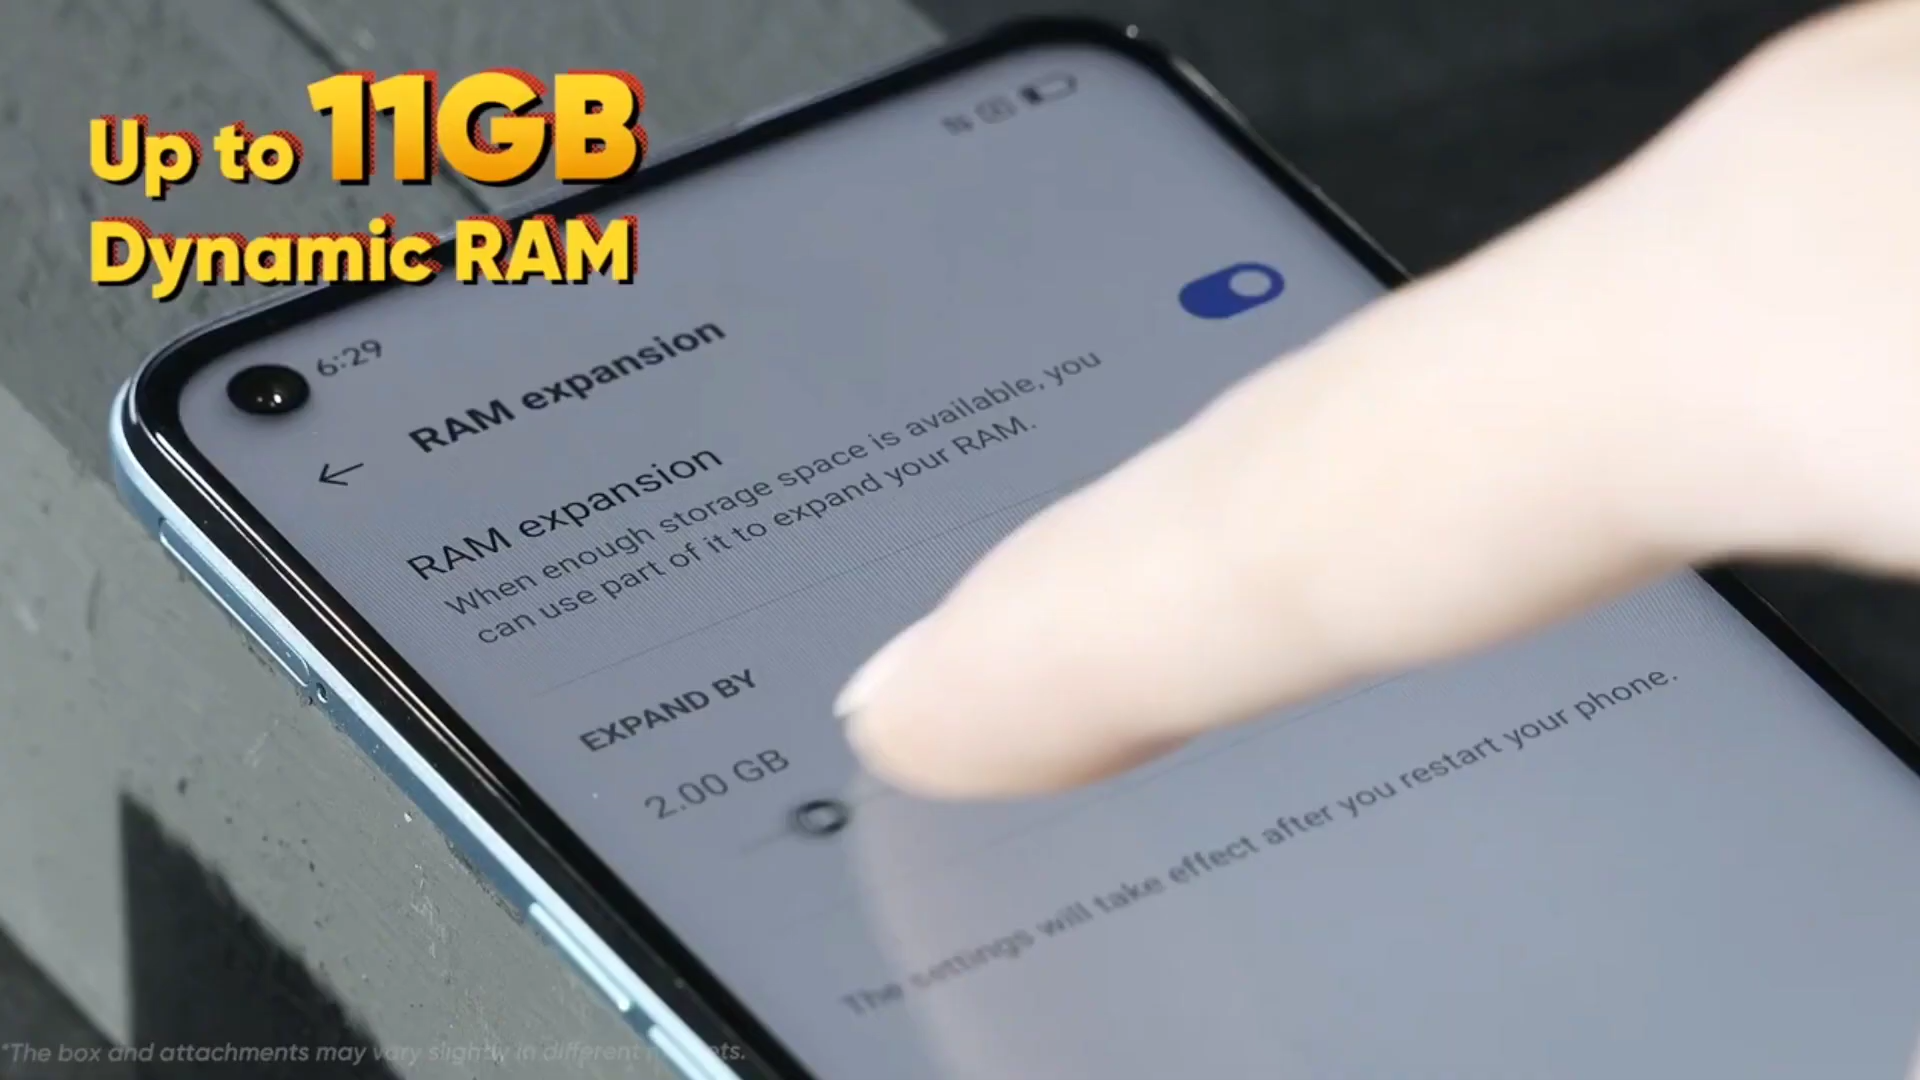 Up to 11GB
Dynamic RAM
6:29
RAM expansion
RAM expansion
When enough storage space is available, you
can use part of it to expand your RAM.
EXPAND BY
2.00 GB
The settings will take effect after you restart your phone.
*The box and attachments may vary slightly in different